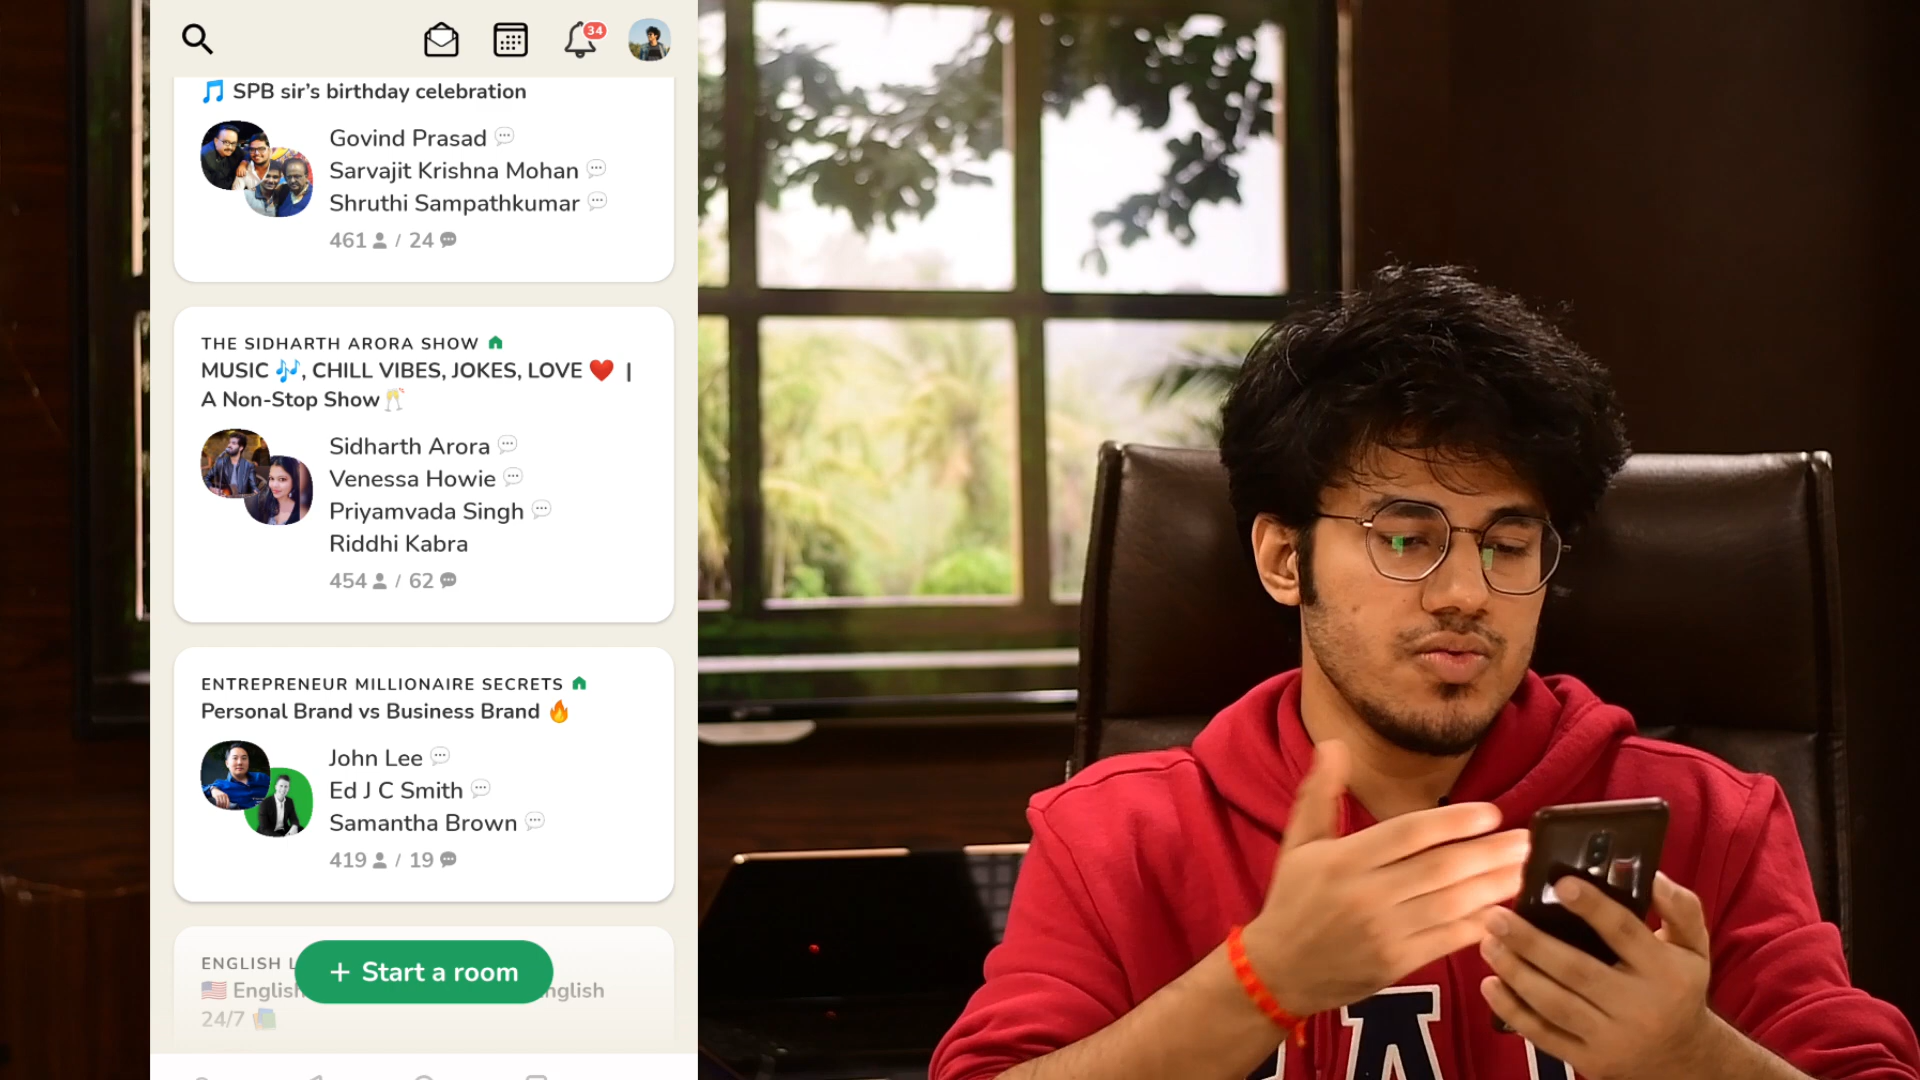 34
🎵 SPB sir's birthday celebration
Govind Prasad
Sarvajit Krishna Mohan
Shruthi Sampathkumar
461 / 24
THE SIDHARTH ARORA SHOW
MUSIC 🎶, CHILL VIBES, JOKES, LOVE ❤️ |
A Non-Stop Show 🥂
Sidharth Arora
Venessa Howie
Priyamvada Singh
Riddhi Kabra
454 / 62
ENTREPRENEUR MILLIONAIRE SECRETS
Personal Brand vs Business Brand 🔥
John Lee
Ed J C Smith
Samantha Brown
419 / 19
ENGLISH
🇺🇸 English
24/7
+ Start a room